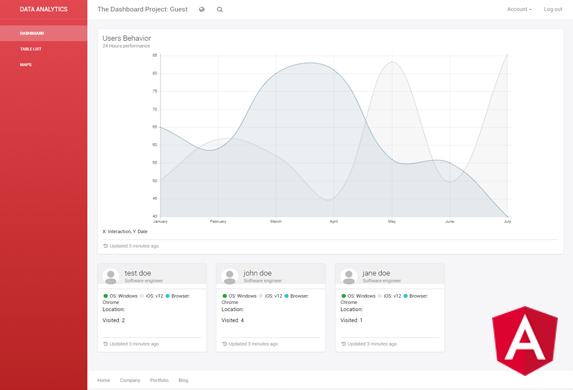 DATA ANALYTICS
The Dashboard Project: Guest
Account
Log out
DASHBOARD
TABLE LIST
MAPS
Users Behavior
24 Hours performance
85
80
75
70
65
60
55
50
45
40
January February March April May June July
X: Interaction, Y: Date
Updated 3 minutes ago
test doe
Software engineer
OS: Windows iOS: v12 Browser:
Chrome
Location:
Visited: 2
Updated 3 minutes ago
john doe
Software engineer
OS: Windows iOS: v12 Browser:
Chrome
Location:
Visited: 4
Updated 3 minutes ago
jane doe
Software engineer
OS: Windows iOS: v12 Browser:
Chrome
Location:
Visited: 1
Updated 3 minutes ago
A
Home Company Portfolio Blog